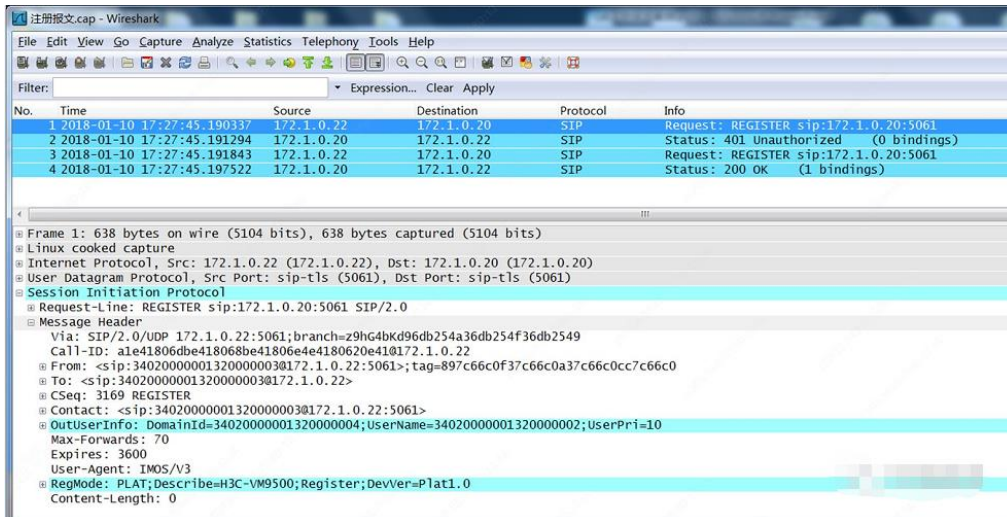 注册报文.cap - Wireshark
File Edit View Go Capture Analyze Statistics Telephony Tools Help
Filter: Expression... Clear Apply
No. Time Source Destination Protocol Info
1 2018-01-10 17:27:45.190337 172.1.0.22 172.1.0.20 SIP Request: REGISTER sip:172.1.0.20:5061
2 2018-01-10 17:27:45.191294 172.1.0.20 172.1.0.22 SIP Status: 401 Unauthorized (0 bindings)
3 2018-01-10 17:27:45.191843 172.1.0.22 172.1.0.20 SIP Request: REGISTER sip:172.1.0.20:5061
4 2018-01-10 17:27:45.197522 172.1.0.20 172.1.0.22 SIP Status: 200 OK (1 bindings)
Frame 1: 638 bytes on wire (5104 bits), 638 bytes captured (5104 bits)
Linux cooked capture
Internet Protocol, Src: 172.1.0.22 (172.1.0.22), Dst: 172.1.0.20 (172.1.0.20)
User Datagram Protocol, Src Port: sip-tls (5061), Dst Port: sip-tls (5061)
Session Initiation Protocol
Request-Line: REGISTER sip:172.1.0.20:5061 SIP/2.0
Message Header
Via: SIP/2.0/UDP 172.1.0.22:5061;branch=z9hG4bKd96db254a36db254f36db2549
Call-ID: a1e41806dbe418068be41806e4e4180620e41@172.1.0.22
From: <sip:34020000001320000003@172.1.0.22:5061>;tag=897c66c0f37c66c0a37c66c0cc7c66c0
To: <sip:34020000001320000003@172.1.0.22>
CSeq: 3169 REGISTER
Contact: <sip:34020000001320000003@172.1.0.22:5061>
OutUserInfo: DomainId=34020000001320000004;UserName=34020000001320000002;UserPri=10
Max-Forwards: 70
Expires: 3600
User-Agent: IMOS/V3
RegMode: PLAT;Describe=H3C-VM9500;Register;DevVer=Plat1.0
Content-Length: 0